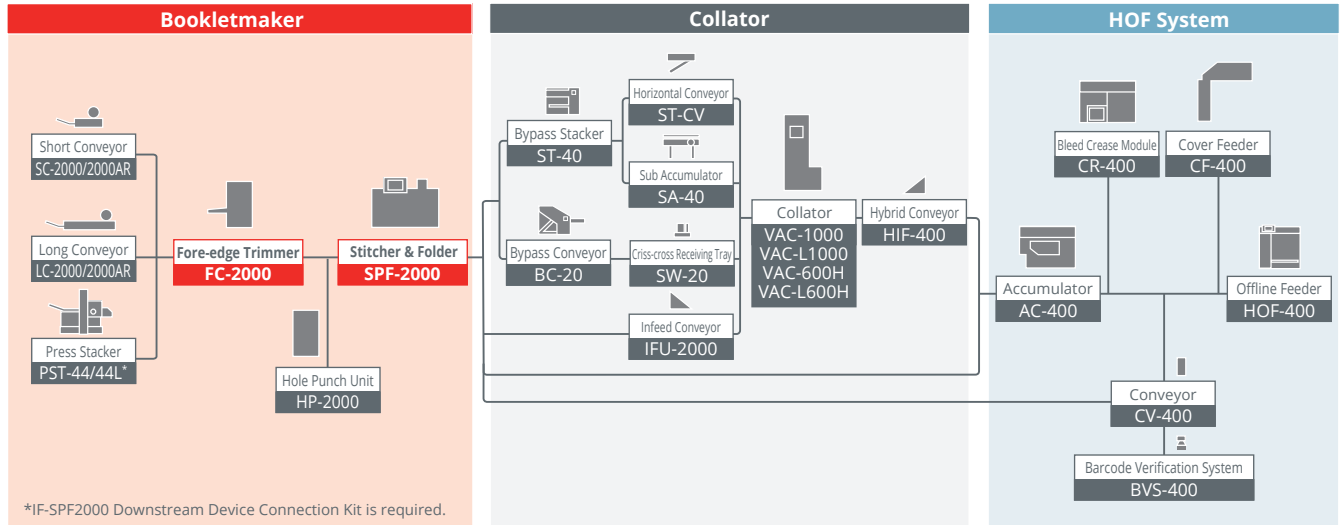 Bookletmaker
Short Conveyor
SC-2000/2000AR
Long Conveyor
LC-2000/2000AR
Press Stacker
PST-44/44L*
Fore-edge Trimmer
FC-2000
Hole Punch Unit
HP-2000
Stitcher & Folder
SPF-2000
*IF-SPF2000 Downstream Device Connection Kit is required.
Collator
Bypass Stacker
ST-40
Bypass Conveyor
BC-20
Horizontal Conveyor
ST-CV
Sub Accumulator
SA-40
Criss-cross Receiving Tray
SW-20
Infeed Conveyor
IFU-2000
Collator
VAC-1000
VAC-L1000
VAC-600H
VAC-L600H
Hybrid Conveyor
HIF-400
HOF System
Bleed Crease Module
CR-400
Cover Feeder
CF-400
Accumulator
AC-400
Offline Feeder
HOF-400
Conveyor
CV-400
Barcode Verification System
BVS-400